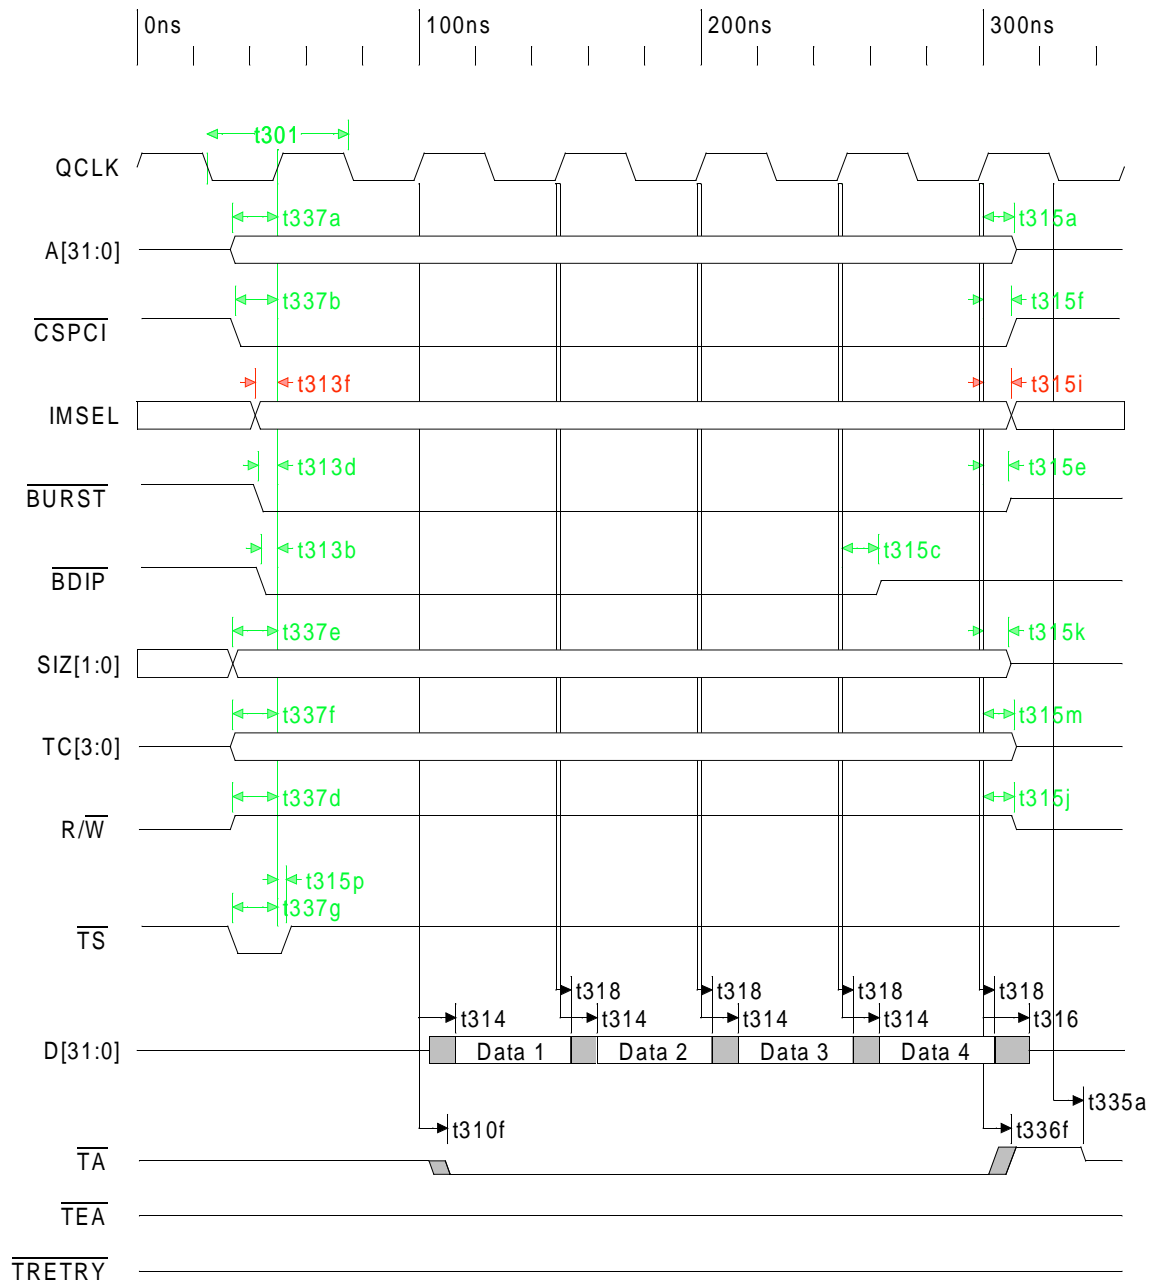 0ns 100ns 200ns 300ns
t301
QCLK
t337a t315a
A[31:0]
t337b t315f
CSPCI
t313f t315i
IMSEL
t313d t315e
BURST
t313b t315c
BDIP
t337e t315k
SIZ[1:0]
t337f t315m
TC[3:0]
t337d t315j
R/W
t315p
t337g
TS
t318 t318 t318 t318
t314 t314 t314 t314 t316
D[31:0] Data 1 Data 2 Data 3 Data 4
t335a
t310f t336f
TA
TEA
TRETRY